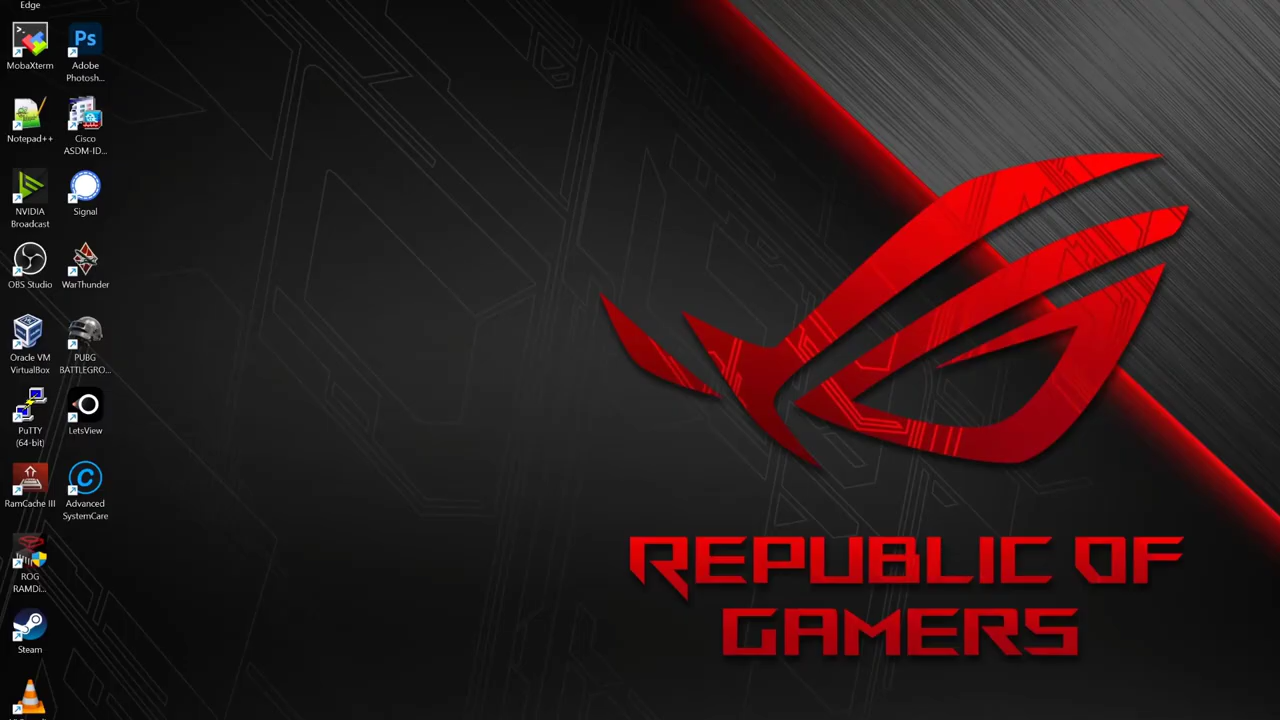 Edge
MobaXterm
Adobe
Photosh...
Notepad++
Cisco
ASDM-ID...
NVIDIA
Broadcast
Signal
OBS Studio
WarThunder
Oracle VM
VirtualBox
PUBG
BATTLEGRO...
PuTTY
(64-bit)
LetsView
RamCache III
Advanced
SystemCare
ROG
RAMDi...
Steam
REPUBLIC OF
GAMERS